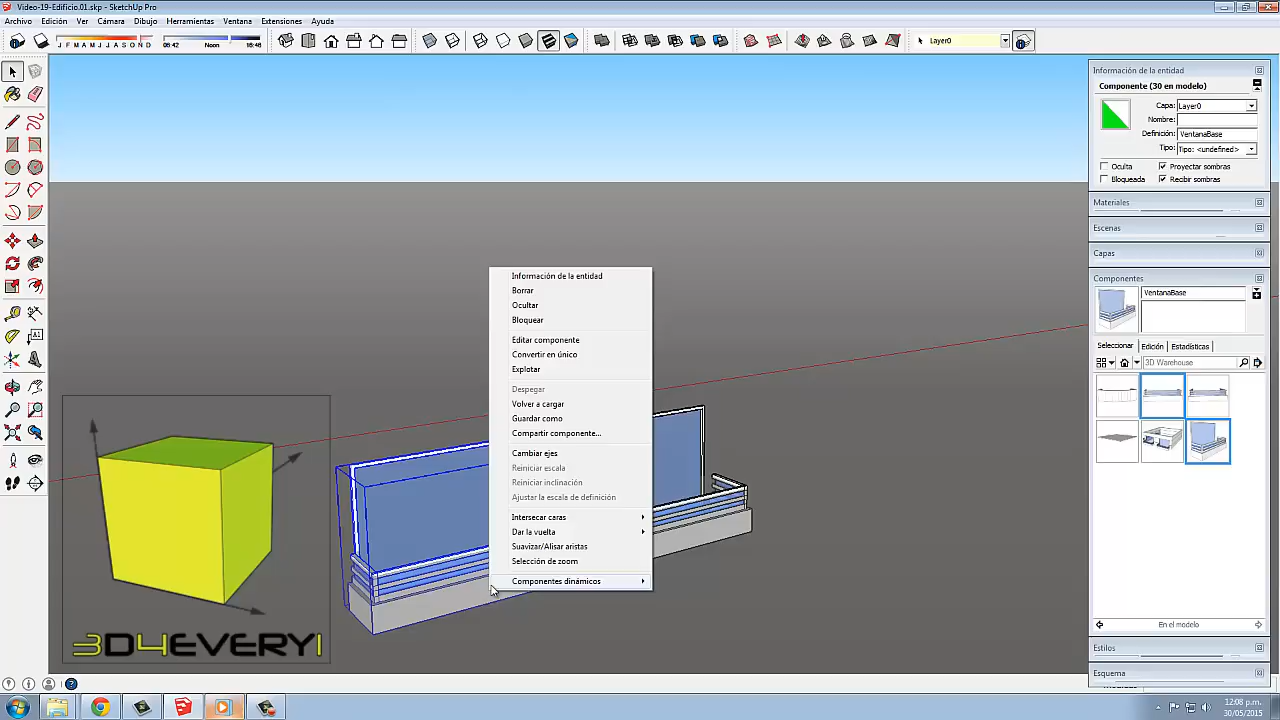 Video-19-Edificio.01.skp - SketchUp Pro
Archivo Edición Ver Cámara Dibujo Herramientas Ventana Extensiones Ayuda
J F M A M J J A S O N D 08:42 Noon 16:46 Layer0
Información de la entidad
Componente (30 en modelo)
Capa: Layer0
Nombre:
Definición: VentanaBase
Tipo: Tipo: <undefined>
Oculta Proyectar sombras
Bloqueada Recibir sombras
Materiales
Escenas
Capas
Componentes
VentanaBase
Seleccionar Edición Estadísticas
3D Warehouse
En el modelo
Estilos
Esquema
Información de la entidad
Borrar
Ocultar
Bloquear
Editar componente
Convertir en único
Explotar
Despegar
Volver a cargar
Guardar como
Compartir componente...
Cambiar ejes
Reiniciar escala
Reiniciar inclinación
Ajustar la escala de definición
Intersecar caras
Dar la vuelta
Suavizar/Alisar aristas
Selección de zoom
Componentes dinámicos
3D4EVERY1
12:08 p.m.
30/05/2015